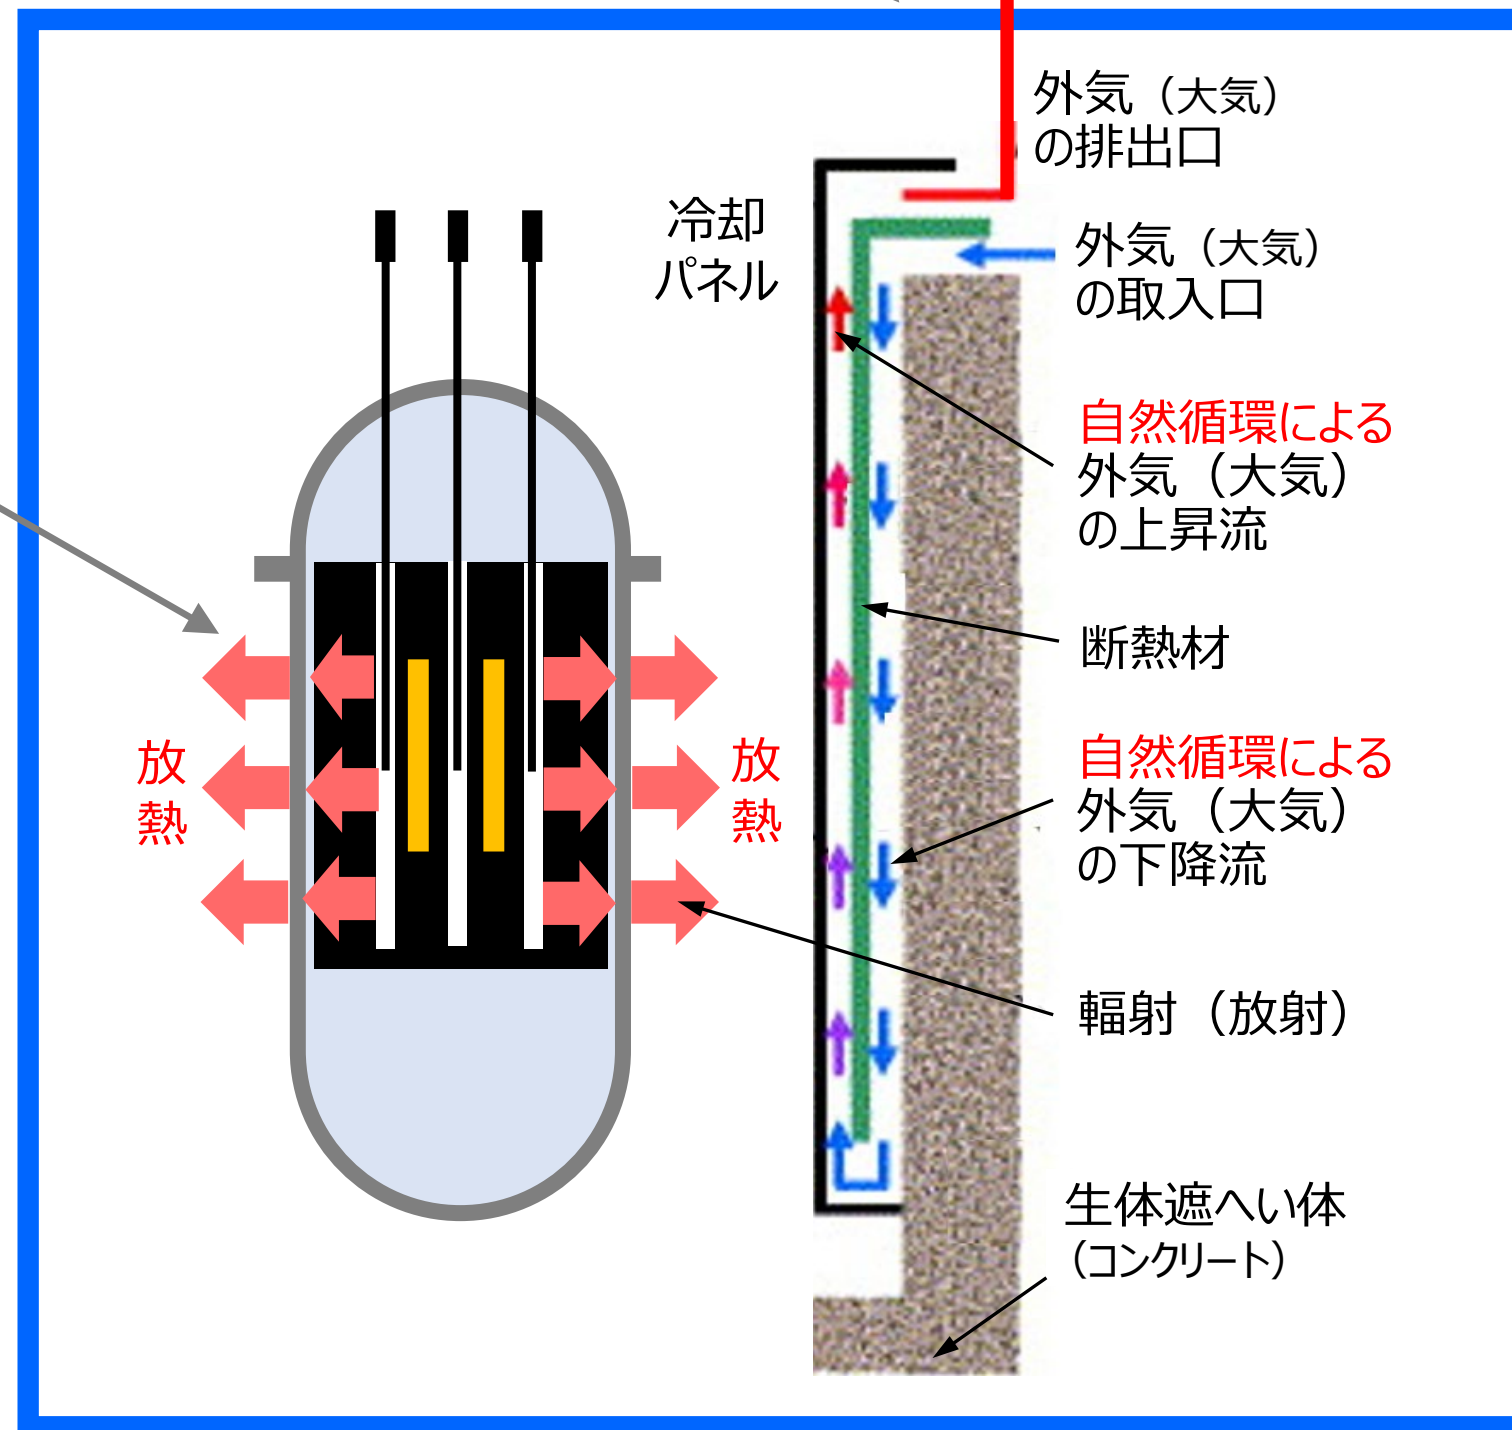 外気（大気）
の排出口
冷却
パネル
外気（大気）
の取入口
自然循環による
外気（大気）
の上昇流
断熱材
放
熱
放
熱
自然循環による
外気（大気）
の下降流
輻射（放射）
生体遮へい体
（コンクリート）